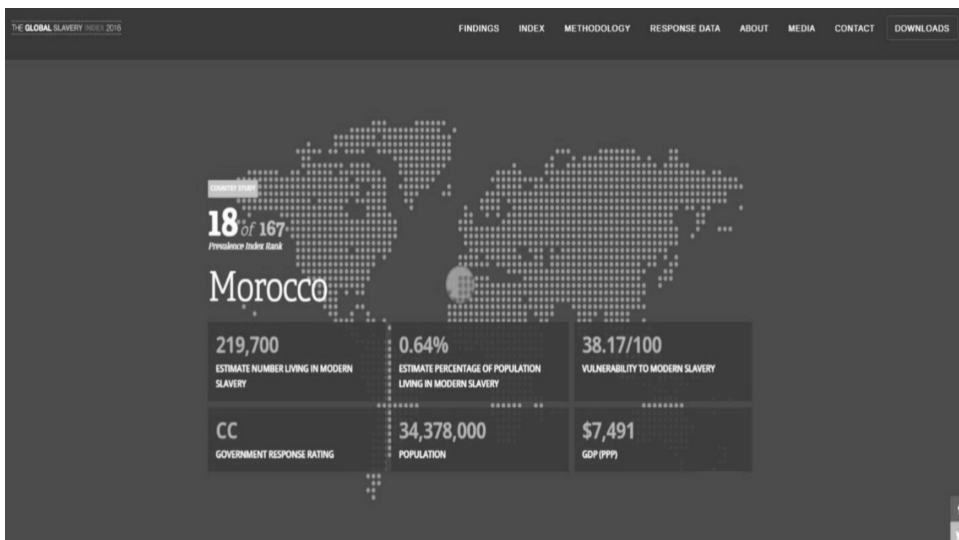 THE GLOBAL SLAVERY INDEX 2016
FINDINGS INDEX METHODOLOGY RESPONSE DATA ABOUT MEDIA CONTACT DOWNLOADS
COUNTRY STUDY
18 of 167
Prevalence Index Rank
Morocco
219,700
ESTIMATE NUMBER LIVING IN MODERN
SLAVERY
0.64%
ESTIMATE PERCENTAGE OF POPULATION
LIVING IN MODERN SLAVERY
38.17/100
VULNERABILITY TO MODERN SLAVERY
CC
GOVERNMENT RESPONSE RATING
34,378,000
POPULATION
$7,491
GDP (PPP)